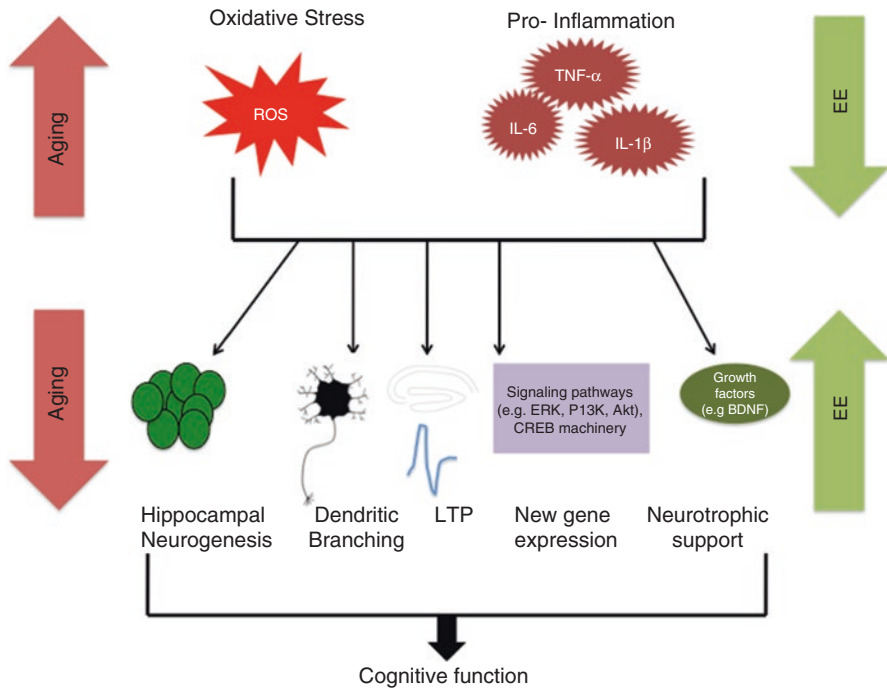 Oxidative Stress
Pro- Inflammation
Aging
ROS
TNF-α
IL-6
IL-1β
EE
Aging
Signaling pathways
(e.g. ERK, P13K, Akt),
CREB machinery
Growth
factors
(e.g BDNF)
EE
Hippocampal
Neurogenesis
Dendritic
Branching
LTP
New gene
expression
Neurotrophic
support
Cognitive function